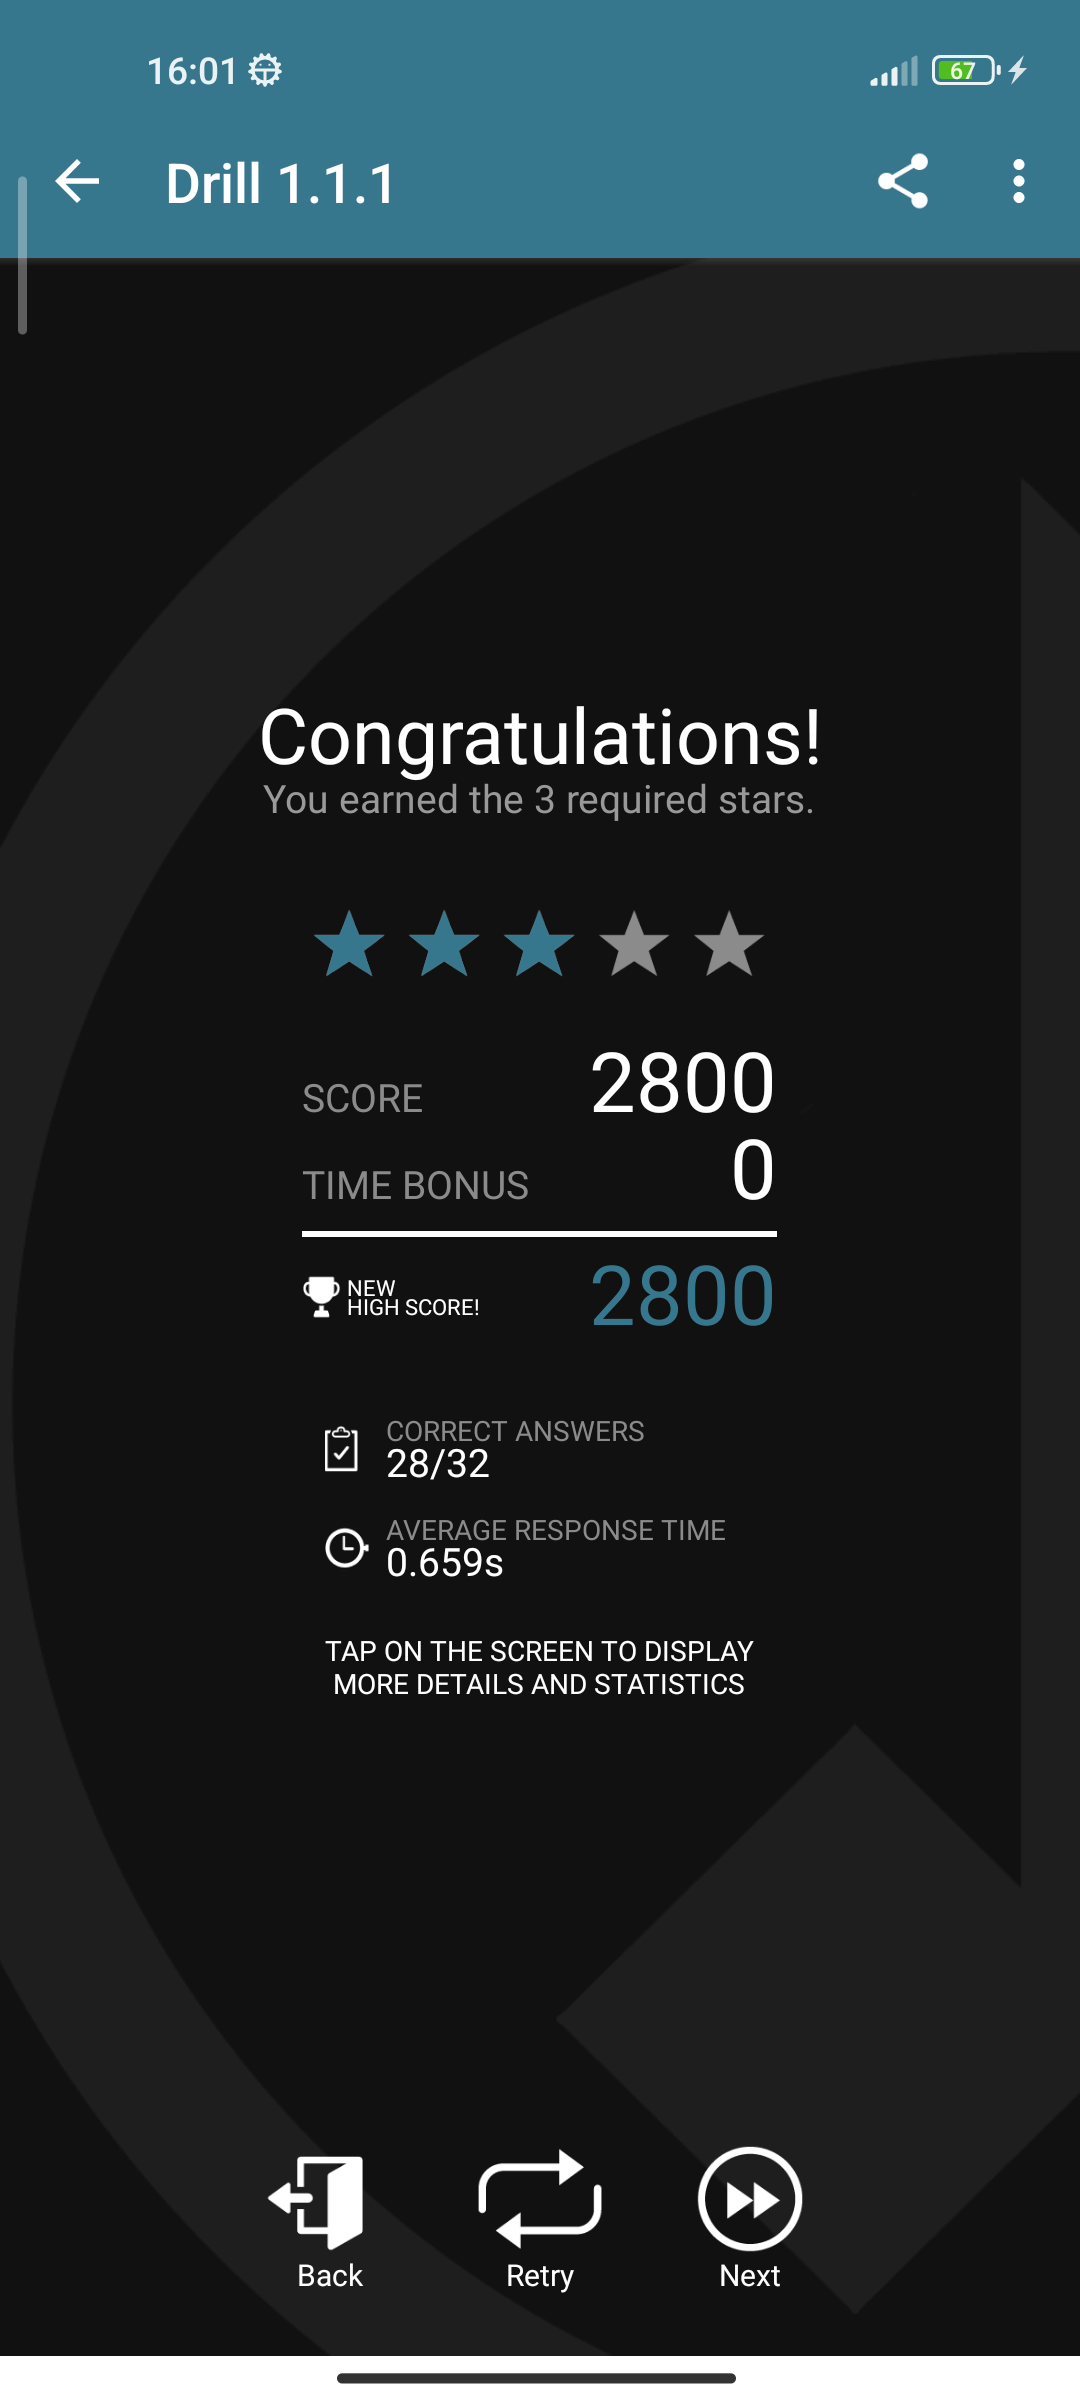 16:01
67
Drill 1.1.1
Congratulations!
You earned the 3 required stars.
SCORE 2800
TIME BONUS 0
NEW
HIGH SCORE! 2800
CORRECT ANSWERS
28/32
AVERAGE RESPONSE TIME
0.659s
TAP ON THE SCREEN TO DISPLAY
MORE DETAILS AND STATISTICS
Back Retry Next